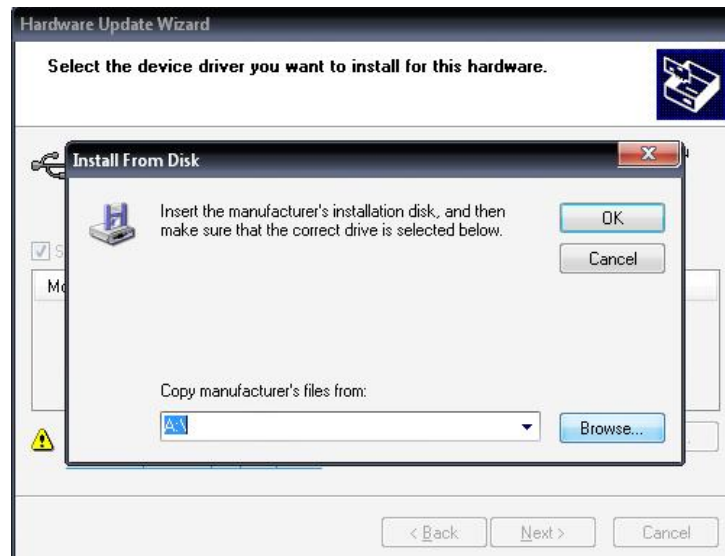 Hardware Update Wizard
Select the device driver you want to install for this hardware.
Install From Disk
Insert the manufacturer's installation disk, and then
make sure that the correct drive is selected below.
OK
Cancel
Copy manufacturer's files from:
A:\
Browse...
< Back
Next >
Cancel